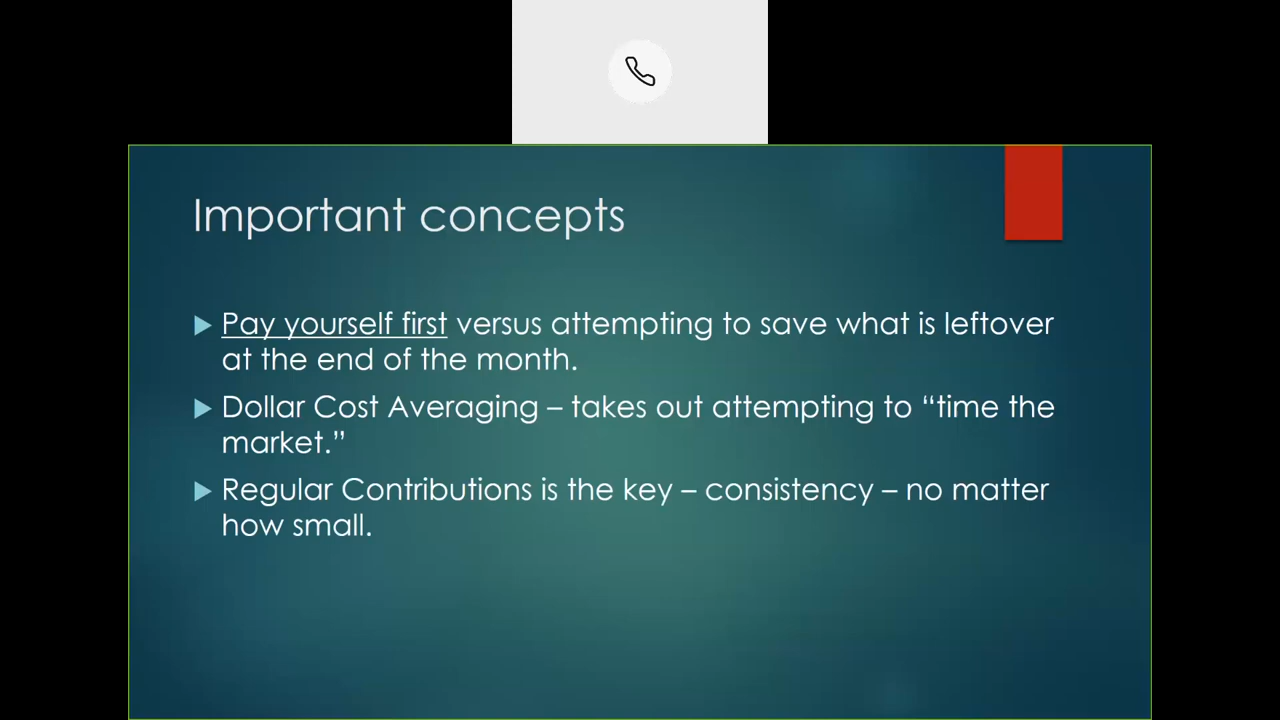 Important concepts
Pay yourself first versus attempting to save what is leftover
at the end of the month.
Dollar Cost Averaging – takes out attempting to “time the
market.”
Regular Contributions is the key – consistency – no matter
how small.